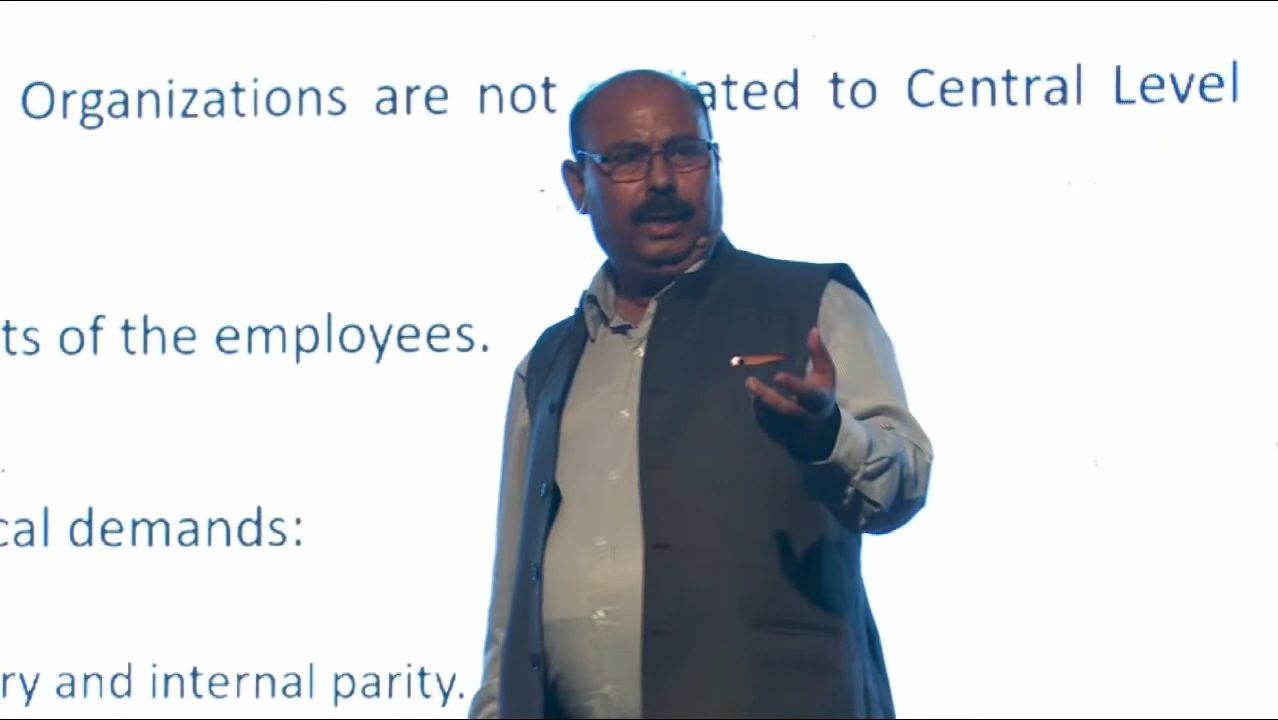 Organizations are not ated to Central Level
ts of the employees.
cal demands:
ry and internal parity.